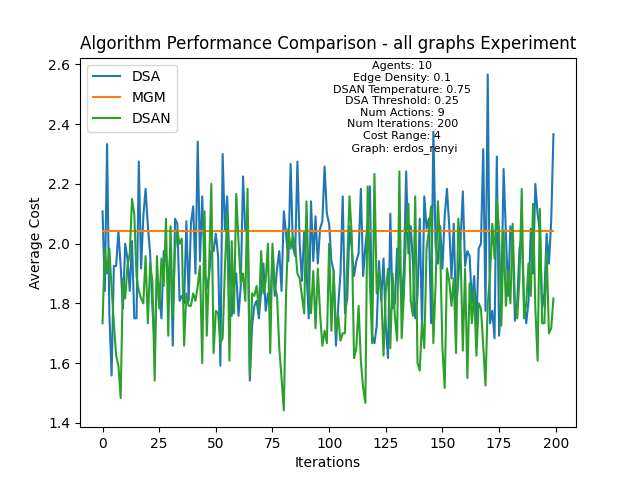 Algorithm Performance Comparison - all graphs Experiment
DSA
MGM
DSAN
Agents: 10
Edge Density: 0.1
DSAN Temperature: 0.75
DSA Threshold: 0.25
Num Actions: 9
Num Iterations: 200
Cost Range: 4
Graph: erdos_renyi
2.6
2.4
2.2
2.0
1.8
1.6
1.4
Average Cost
0
25
50
75
100
125
150
175
200
Iterations